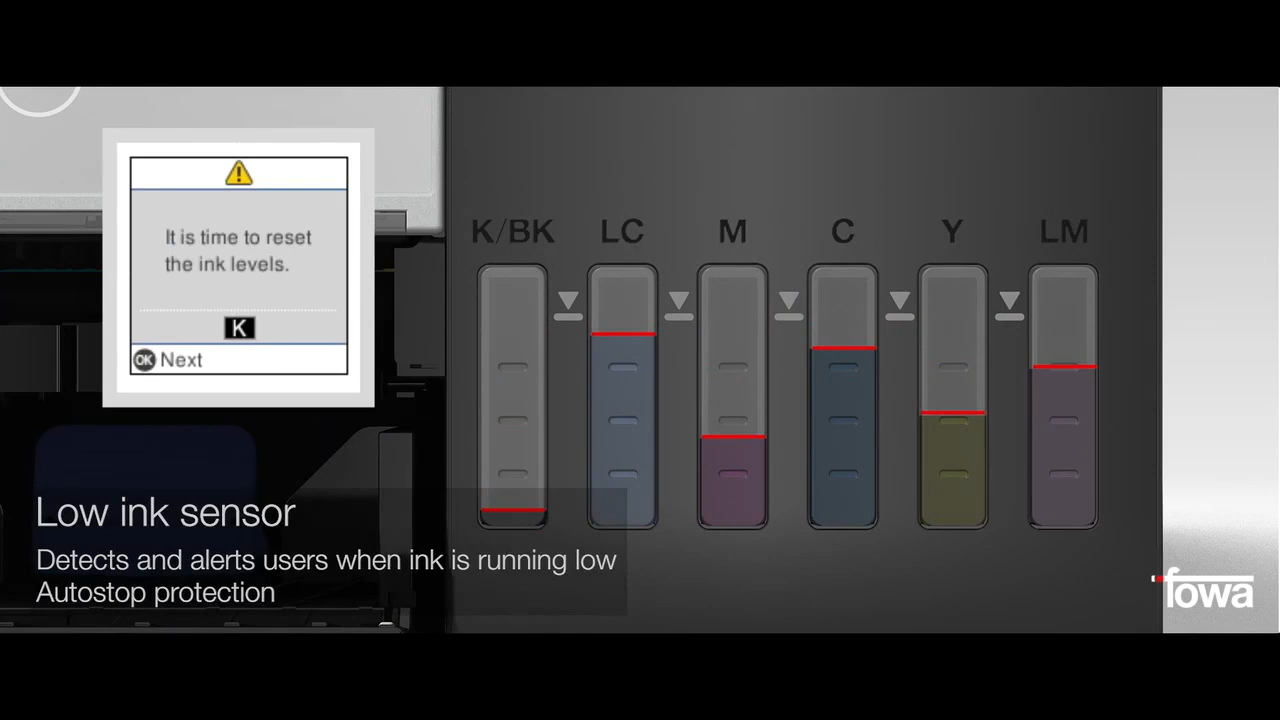 It is time to reset
the ink levels.
K
OK Next
K/BK LC M C Y LM
Low ink sensor
Detects and alerts users when ink is running low
Autostop protection
fowa